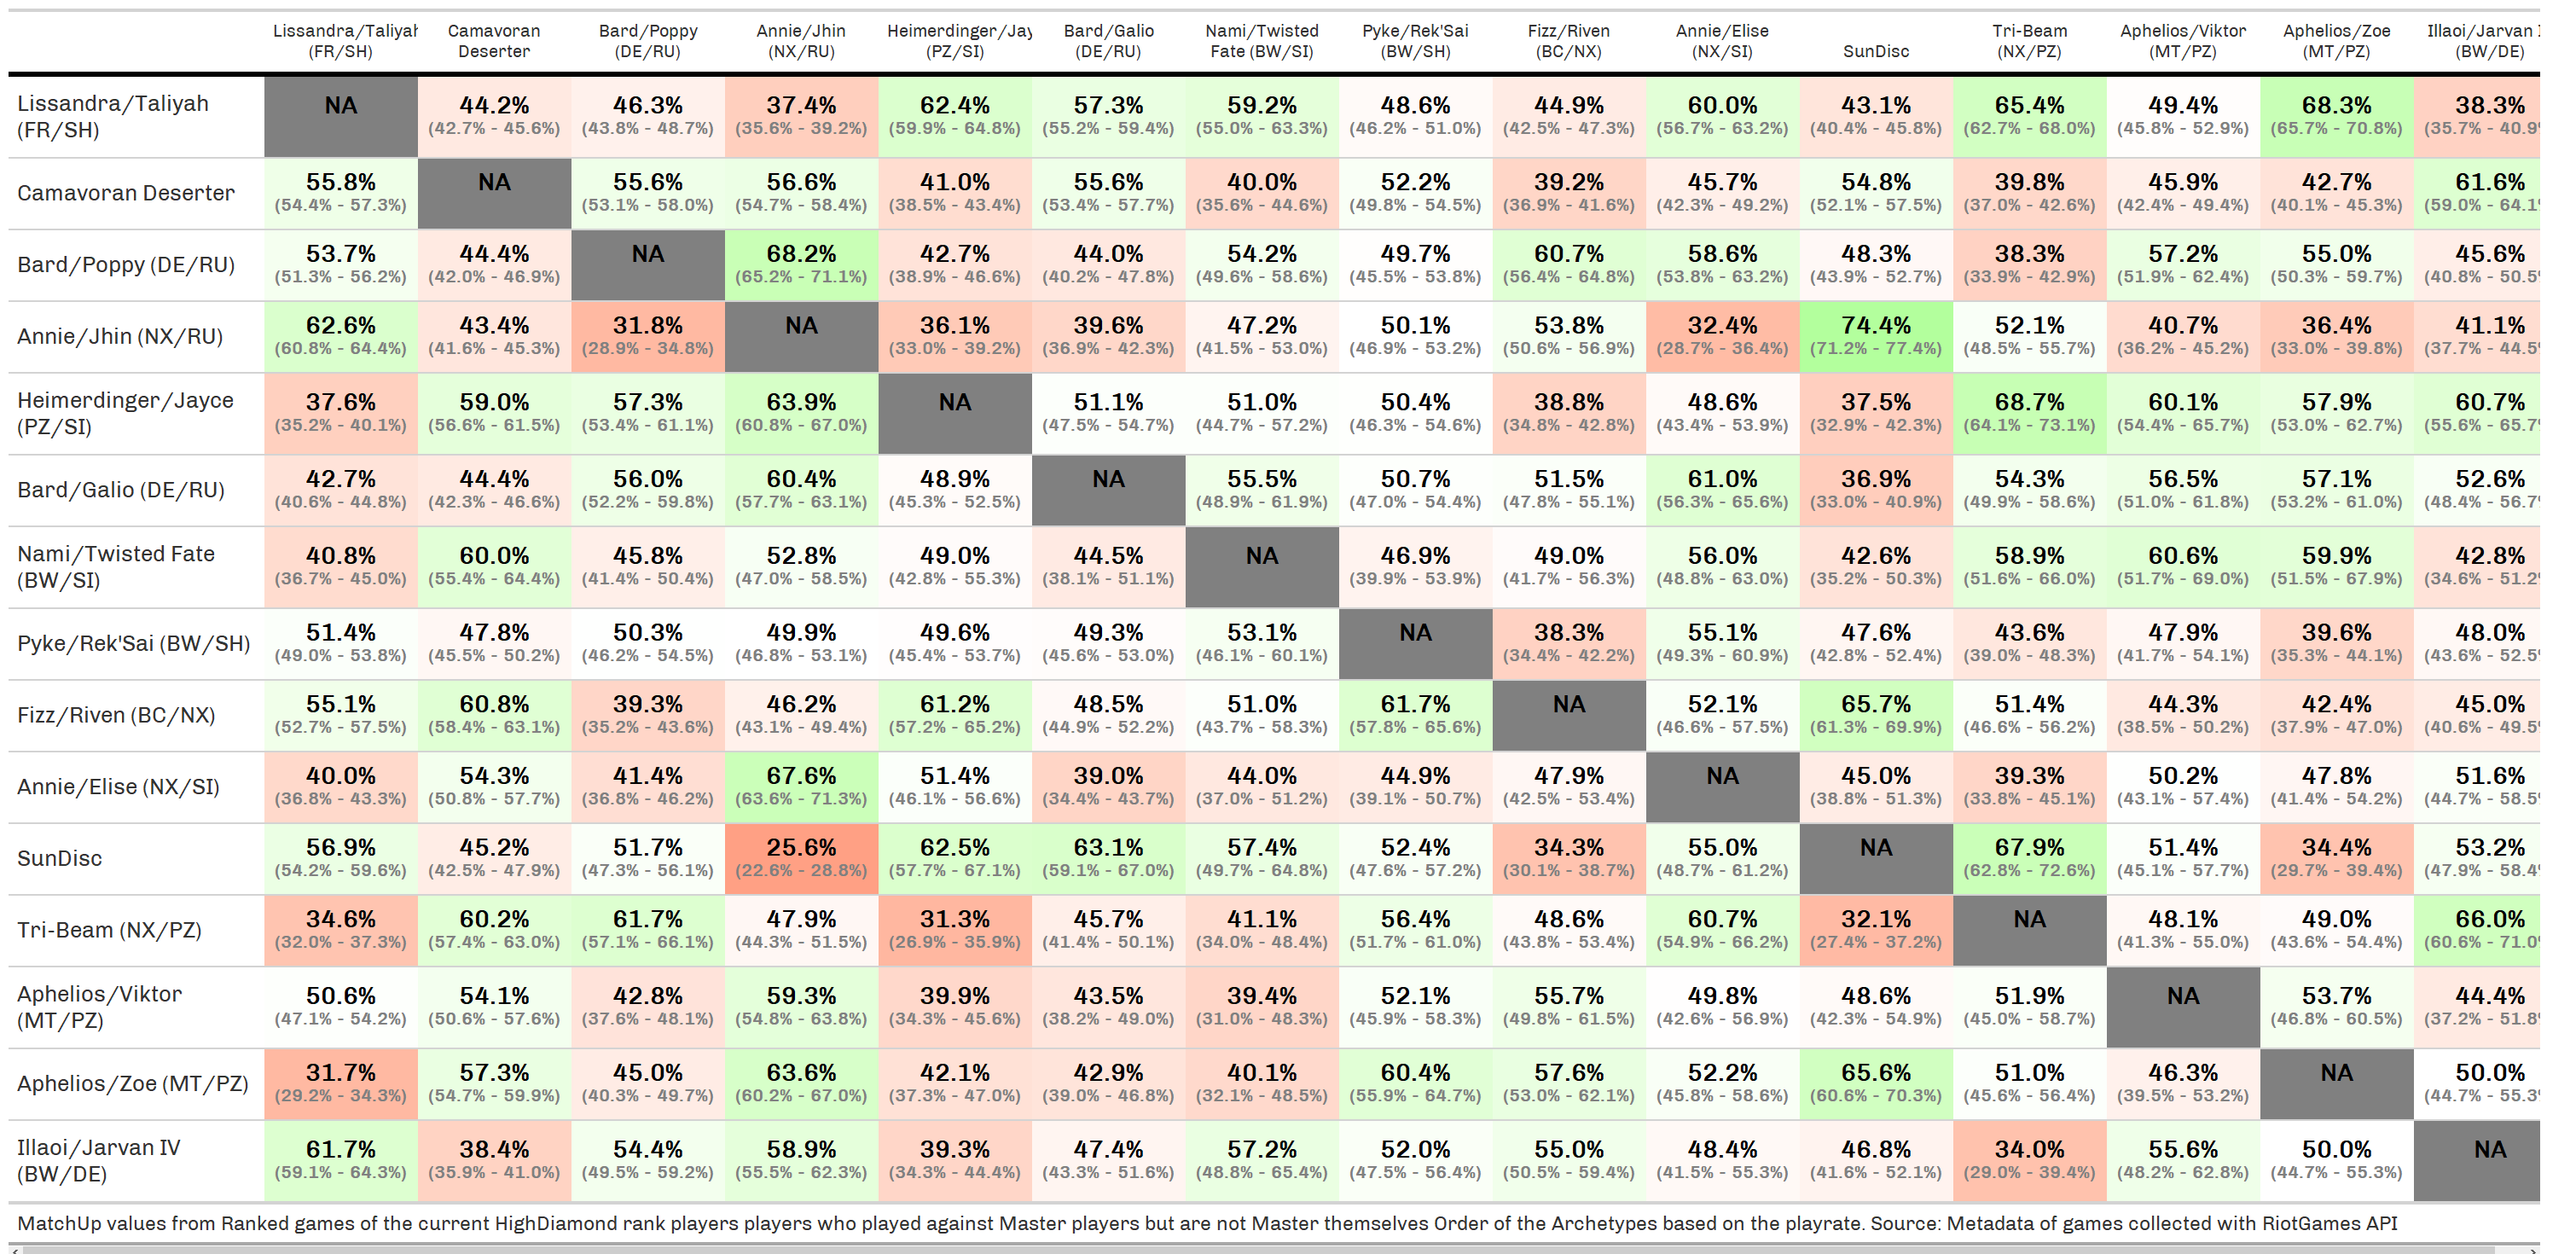 Lissandra/Taliyah Camavoran Bard/Poppy Annie/Jhin Heimerdinger/Jay Bard/Galio Nami/Twisted Pyke/Rek'Sai Fizz/Riven Annie/Elise Tri-Beam Aphelios/Viktor Aphelios/Zoe Illaoi/Jarvan I
(FR/SH) Deserter (DE/RU) (NX/RU) (PZ/SI) (DE/RU) Fate (BW/SI) (BW/SH) (BC/NX) (NX/SI) SunDisc (NX/PZ) (MT/PZ) (MT/PZ) (BW/DE)
Lissandra/Taliyah NA 44.2% 46.3% 37.4% 62.4% 57.3% 59.2% 48.6% 44.9% 60.0% 43.1% 65.4% 49.4% 68.3% 38.3%
(FR/SH) (42.7% - 45.6%) (43.8% - 48.7%) (35.6% - 39.2%) (59.9% - 64.8%) (55.2% - 59.4%) (55.0% - 63.3%) (46.2% - 51.0%) (42.5% - 47.3%) (56.7% - 63.2%) (40.4% - 45.8%) (62.7% - 68.0%) (45.8% - 52.9%) (65.7% - 70.8%) (35.7% - 40.9%
Camavoran Deserter 55.8% NA 55.6% 56.6% 41.0% 55.6% 40.0% 52.2% 39.2% 45.7% 54.8% 39.8% 45.9% 42.7% 61.6%
(54.4% - 57.3%) (53.1% - 58.0%) (54.7% - 58.4%) (38.5% - 43.4%) (53.4% - 57.7%) (35.6% - 44.6%) (49.8% - 54.5%) (36.9% - 41.6%) (42.3% - 49.2%) (52.1% - 57.5%) (37.0% - 42.6%) (42.4% - 49.4%) (40.1% - 45.3%) (59.0% - 64.1%
Bard/Poppy (DE/RU) 53.7% 44.4% NA 68.2% 42.7% 44.0% 54.2% 49.7% 60.7% 58.6% 48.3% 38.3% 57.2% 55.0% 45.6%
(51.3% - 56.2%) (42.0% - 46.9%) (65.2% - 71.1%) (38.9% - 46.6%) (40.2% - 47.8%) (49.6% - 58.6%) (45.5% - 53.8%) (56.4% - 64.8%) (53.8% - 63.2%) (43.9% - 52.7%) (33.9% - 42.9%) (51.9% - 62.4%) (50.3% - 59.7%) (40.8% - 50.5%
Annie/Jhin (NX/RU) 62.6% 43.4% 31.8% NA 36.1% 39.6% 47.2% 50.1% 53.8% 32.4% 74.4% 52.1% 40.7% 36.4% 41.1%
(60.8% - 64.4%) (41.6% - 45.3%) (28.9% - 34.8%) (33.0% - 39.2%) (36.9% - 42.3%) (41.5% - 53.0%) (46.9% - 53.2%) (50.6% - 56.9%) (28.7% - 36.4%) (71.2% - 77.4%) (48.5% - 55.7%) (36.2% - 45.2%) (33.0% - 39.8%) (37.7% - 44.5%
Heimerdinger/Jayce 37.6% 59.0% 57.3% 63.9% NA 51.1% 51.0% 50.4% 38.8% 48.6% 37.5% 68.7% 60.1% 57.9% 60.7%
(PZ/SI) (35.2% - 40.1%) (56.6% - 61.5%) (53.4% - 61.1%) (60.8% - 67.0%) (47.5% - 54.7%) (44.7% - 57.2%) (46.3% - 54.6%) (34.8% - 42.8%) (43.4% - 53.9%) (32.9% - 42.3%) (64.1% - 73.1%) (54.4% - 65.7%) (53.0% - 62.7%) (55.6% - 65.7%
Bard/Galio (DE/RU) 42.7% 44.4% 56.0% 60.4% 48.9% NA 55.5% 50.7% 51.5% 61.0% 36.9% 54.3% 56.5% 57.1% 52.6%
(40.6% - 44.8%) (42.3% - 46.6%) (52.2% - 59.8%) (57.7% - 63.1%) (45.3% - 52.5%) (48.9% - 61.9%) (47.0% - 54.4%) (47.8% - 55.1%) (56.3% - 65.6%) (33.0% - 40.9%) (49.9% - 58.6%) (51.0% - 61.8%) (53.2% - 61.0%) (48.4% - 56.7%
Nami/Twisted Fate 40.8% 60.0% 45.8% 52.8% 49.0% 44.5% NA 46.9% 49.0% 56.0% 42.6% 58.9% 60.6% 59.9% 42.8%
(BW/SI) (36.7% - 45.0%) (55.4% - 64.4%) (41.4% - 50.4%) (47.0% - 58.5%) (42.8% - 55.3%) (38.1% - 51.1%) (39.9% - 53.9%) (41.7% - 56.3%) (48.8% - 63.0%) (35.2% - 50.3%) (51.6% - 66.0%) (51.7% - 69.0%) (51.5% - 67.9%) (34.6% - 51.2%
Pyke/Rek'Sai (BW/SH) 51.4% 47.8% 50.3% 49.9% 49.6% 49.3% 53.1% NA 38.3% 55.1% 47.6% 43.6% 47.9% 39.6% 48.0%
(49.0% - 53.8%) (45.5% - 50.2%) (46.2% - 54.5%) (46.8% - 53.1%) (45.4% - 53.7%) (45.6% - 53.0%) (46.1% - 60.1%) (34.4% - 42.2%) (49.3% - 60.9%) (42.8% - 52.4%) (39.0% - 48.3%) (41.7% - 54.1%) (35.3% - 44.1%) (43.6% - 52.5%
Fizz/Riven (BC/NX) 55.1% 60.8% 39.3% 46.2% 61.2% 48.5% 51.0% 61.7% NA 52.1% 65.7% 51.4% 44.3% 42.4% 45.0%
(52.7% - 57.5%) (58.4% - 63.1%) (35.2% - 43.6%) (43.1% - 49.4%) (57.2% - 65.2%) (44.9% - 52.2%) (43.7% - 58.3%) (57.8% - 65.6%) (46.6% - 57.5%) (61.3% - 69.9%) (46.6% - 56.2%) (38.5% - 50.2%) (37.9% - 47.0%) (40.6% - 49.5%
Annie/Elise (NX/SI) 40.0% 54.3% 41.4% 67.6% 51.4% 39.0% 44.0% 44.9% 47.9% NA 45.0% 39.3% 50.2% 47.8% 51.6%
(36.8% - 43.3%) (50.8% - 57.7%) (36.8% - 46.2%) (63.6% - 71.3%) (46.1% - 56.6%) (34.4% - 43.7%) (37.0% - 51.2%) (39.1% - 50.7%) (42.5% - 53.4%) (38.8% - 51.3%) (33.8% - 45.1%) (43.1% - 57.4%) (41.4% - 54.2%) (44.7% - 58.5%
SunDisc 56.9% 45.2% 51.7% 25.6% 62.5% 63.1% 57.4% 52.4% 34.3% 55.0% NA 67.9% 51.4% 34.4% 53.2%
(54.2% - 59.6%) (42.5% - 47.9%) (47.3% - 56.1%) (22.6% - 28.8%) (57.7% - 67.1%) (59.1% - 67.0%) (49.7% - 64.8%) (47.6% - 57.2%) (30.1% - 38.7%) (48.7% - 61.2%) (62.8% - 72.6%) (45.1% - 57.7%) (29.7% - 39.4%) (47.9% - 58.4%
Tri-Beam (NX/PZ) 34.6% 60.2% 61.7% 47.9% 31.3% 45.7% 41.1% 56.4% 48.6% 60.7% 32.1% NA 48.1% 49.0% 66.0%
(32.0% - 37.3%) (57.4% - 63.0%) (57.1% - 66.1%) (44.3% - 51.5%) (26.9% - 35.9%) (41.4% - 50.1%) (34.0% - 48.4%) (51.7% - 61.0%) (43.8% - 53.4%) (54.9% - 66.2%) (27.4% - 37.2%) (41.3% - 55.0%) (43.6% - 54.4%) (60.6% - 71.0%
Aphelios/Viktor 50.6% 54.1% 42.8% 59.3% 39.9% 43.5% 39.4% 52.1% 55.7% 49.8% 48.6% 51.9% NA 53.7% 44.4%
(MT/PZ) (47.1% - 54.2%) (50.6% - 57.6%) (37.6% - 48.1%) (54.8% - 63.8%) (34.3% - 45.6%) (38.2% - 49.0%) (31.0% - 48.3%) (45.9% - 58.3%) (49.8% - 61.5%) (42.6% - 56.9%) (42.3% - 54.9%) (45.0% - 58.7%) (46.8% - 60.5%) (37.2% - 51.8%
Aphelios/Zoe (MT/PZ) 31.7% 57.3% 45.0% 63.6% 42.1% 42.9% 40.1% 60.4% 57.6% 52.2% 65.6% 51.0% 46.3% NA 50.0%
(29.2% - 34.3%) (54.7% - 59.9%) (40.3% - 49.7%) (60.2% - 67.0%) (37.3% - 47.0%) (39.0% - 46.8%) (32.1% - 48.5%) (55.9% - 64.7%) (53.0% - 62.1%) (45.8% - 58.6%) (60.6% - 70.3%) (45.6% - 56.4%) (39.5% - 53.2%) (44.7% - 55.3%
Illaoi/Jarvan IV 61.7% 38.4% 54.4% 58.9% 39.3% 47.4% 57.2% 52.0% 55.0% 48.4% 46.8% 34.0% 55.6% 50.0% NA
(BW/DE) (59.1% - 64.3%) (35.9% - 41.0%) (49.5% - 59.2%) (55.5% - 62.3%) (34.3% - 44.4%) (43.3% - 51.6%) (48.8% - 65.4%) (47.5% - 56.4%) (50.5% - 59.4%) (41.5% - 55.3%) (41.6% - 52.1%) (29.0% - 39.4%) (48.2% - 62.8%) (44.7% - 55.3%)
MatchUp values from Ranked games of the current HighDiamond rank players players who played against Master players but are not Master themselves Order of the Archetypes based on the playrate. Source: Metadata of games collected with RiotGames API